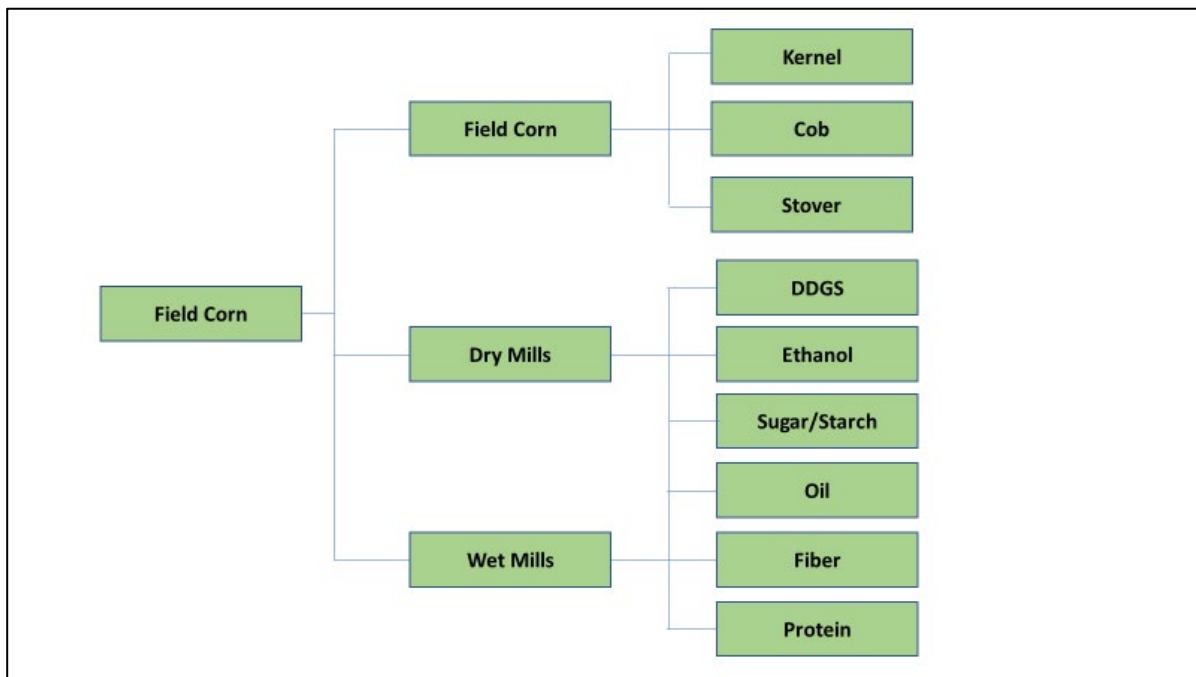 Field Corn
Field Corn
Kernel
Cob
Stover
Dry Mills
DDGS
Ethanol
Sugar/Starch
Oil
Wet Mills
Fiber
Protein